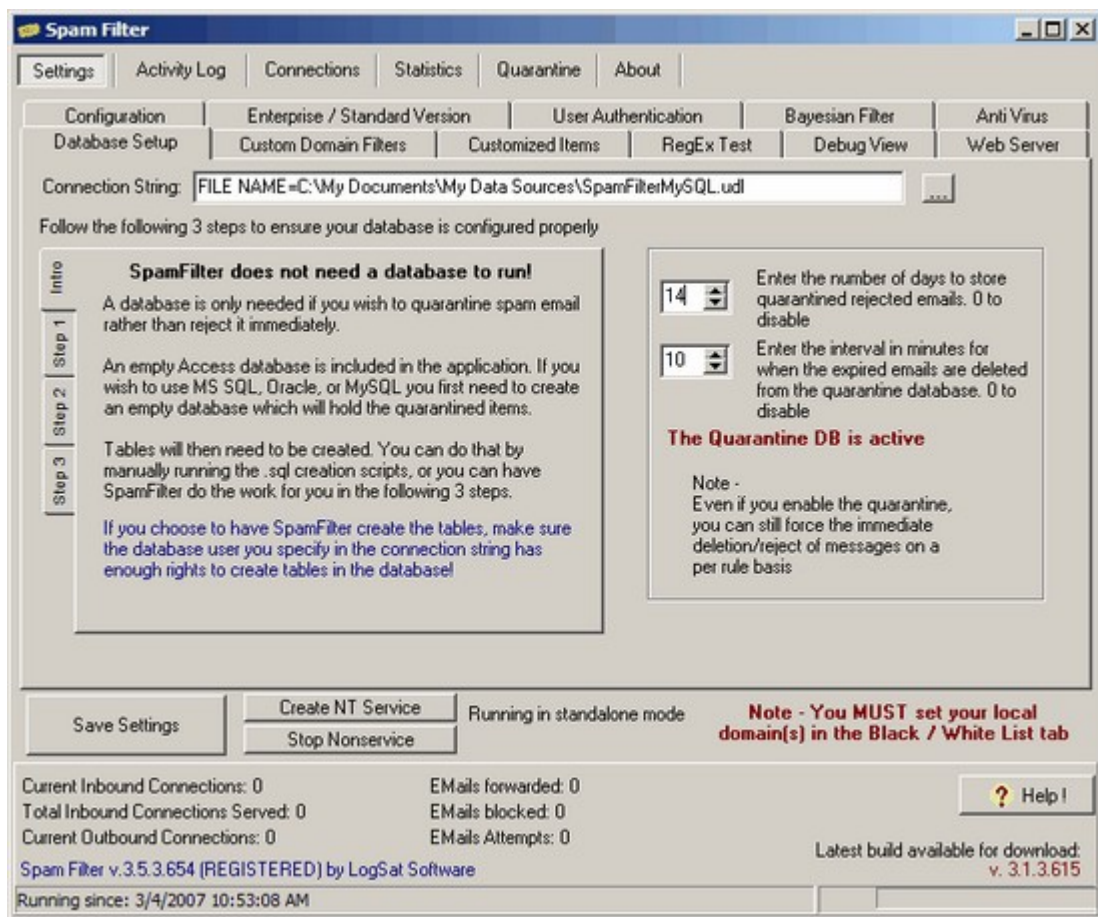 Spam Filter
Settings Activity Log Connections Statistics Quarantine About
Configuration Enterprise / Standard Version User Authentication Bayesian Filter Anti Virus
Database Setup Custom Domain Filters Customized Items RegEx Test Debug View Web Server
Connection String: FILE NAME=C:\My Documents\My Data Sources\SpamFilterMySQL.udl ...
Follow the following 3 steps to ensure your database is configured properly
Intro
Step 1
Step 2
Step 3
SpamFilter does not need a database to run!
A database is only needed if you wish to quarantine spam email
rather than reject it immediately.
An empty Access database is included in the application. If you
wish to use MS SQL, Oracle, or MySQL you first need to create
an empty database which will hold the quarantined items.
Tables will then need to be created. You can do that by
manually running the .sql creation scripts, or you can have
SpamFilter do the work for you in the following 3 steps.
If you choose to have SpamFilter create the tables, make sure
the database user you specify in the connection string has
enough rights to create tables in the database!
14
Enter the number of days to store
quarantined rejected emails. 0 to
disable
10
Enter the interval in minutes for
when the expired emails are deleted
from the quarantine database. 0 to
disable
The Quarantine DB is active
Note -
Even if you enable the quarantine,
you can still force the immediate
deletion/reject of messages on a
per rule basis
Save Settings
Create NT Service
Stop Nonservice
Running in standalone mode
Note - You MUST set your local
domain(s) in the Black / White List tab
Current Inbound Connections: 0
Total Inbound Connections Served: 0
Current Outbound Connections: 0
EMails forwarded: 0
EMails blocked: 0
EMails Attempts: 0
Help !
Spam Filter v.3.5.3.654 (REGISTERED) by LogSat Software
Latest build available for download:
v. 3.1.3.615
Running since: 3/4/2007 10:53:08 AM